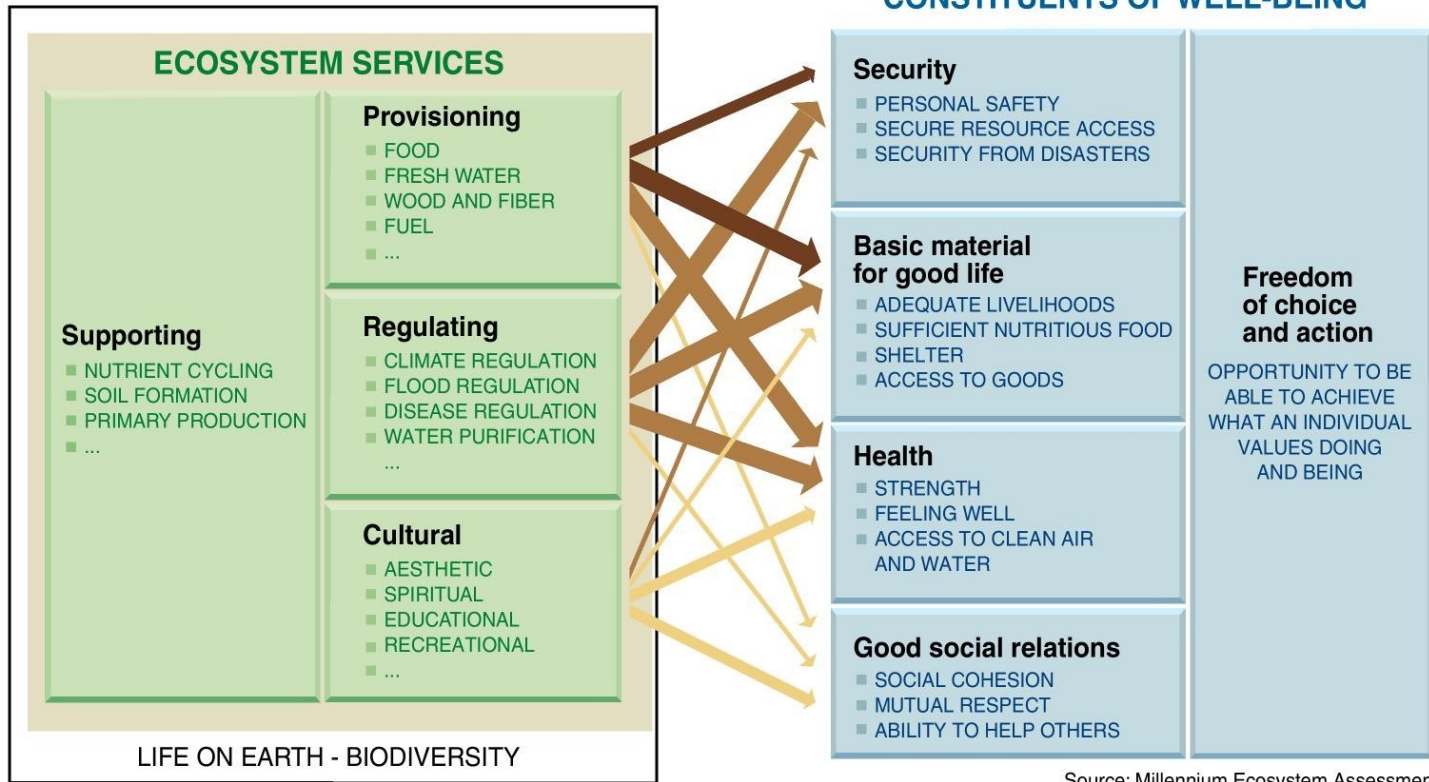 CONSTITUENTS OF WELL-BEING
ECOSYSTEM SERVICES
Supporting
NUTRIENT CYCLING
SOIL FORMATION
PRIMARY PRODUCTION
...
Provisioning
FOOD
FRESH WATER
WOOD AND FIBER
FUEL
...
Regulating
CLIMATE REGULATION
FLOOD REGULATION
DISEASE REGULATION
WATER PURIFICATION
...
Cultural
AESTHETIC
SPIRITUAL
EDUCATIONAL
RECREATIONAL
...
LIFE ON EARTH - BIODIVERSITY
Security
PERSONAL SAFETY
SECURE RESOURCE ACCESS
SECURITY FROM DISASTERS
Basic material
for good life
ADEQUATE LIVELIHOODS
SUFFICIENT NUTRITIOUS FOOD
SHELTER
ACCESS TO GOODS
Health
STRENGTH
FEELING WELL
ACCESS TO CLEAN AIR
AND WATER
Good social relations
SOCIAL COHESION
MUTUAL RESPECT
ABILITY TO HELP OTHERS
Freedom
of choice
and action
OPPORTUNITY TO BE
ABLE TO ACHIEVE
WHAT AN INDIVIDUAL
VALUES DOING
AND BEING
Source: Millennium Ecosystem Assessmen